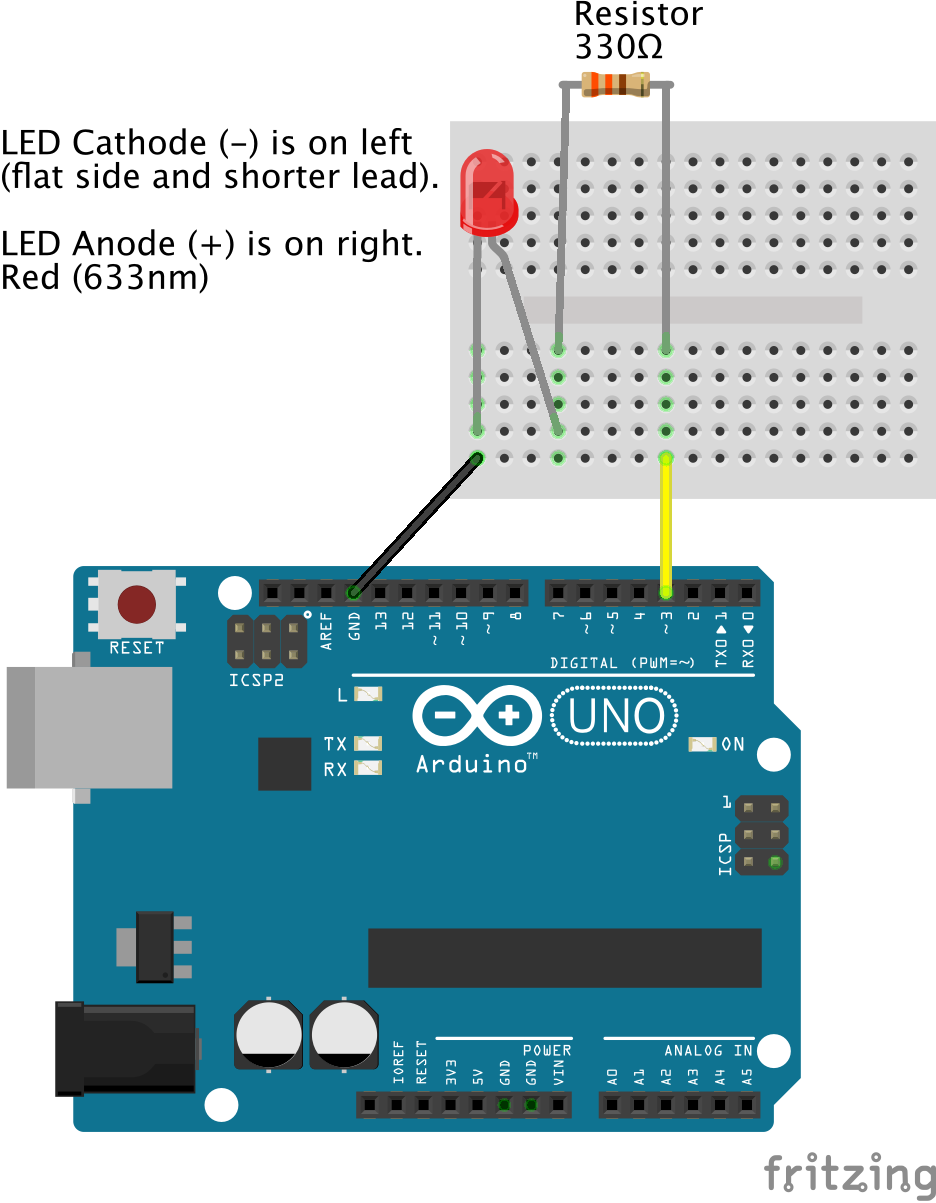 Resistor
330Ω
LED Cathode (-) is on left
(flat side and shorter lead).
LED Anode (+) is on right.
Red (633nm)
RESET
ICSP2
AREF
GND
13
12
~11
~10
~9
8
7
~6
~5
4
~3
2
TX0▶1
RX0◀0
DIGITAL (PWM=~)
L
TX
RX
Arduino™
UNO
ON
1
ICSP
IOREF
RESET
3V3
5V
GND
GND
VIN
POWER
ANALOG IN
A0
A1
A2
A3
A4
A5
fritzing